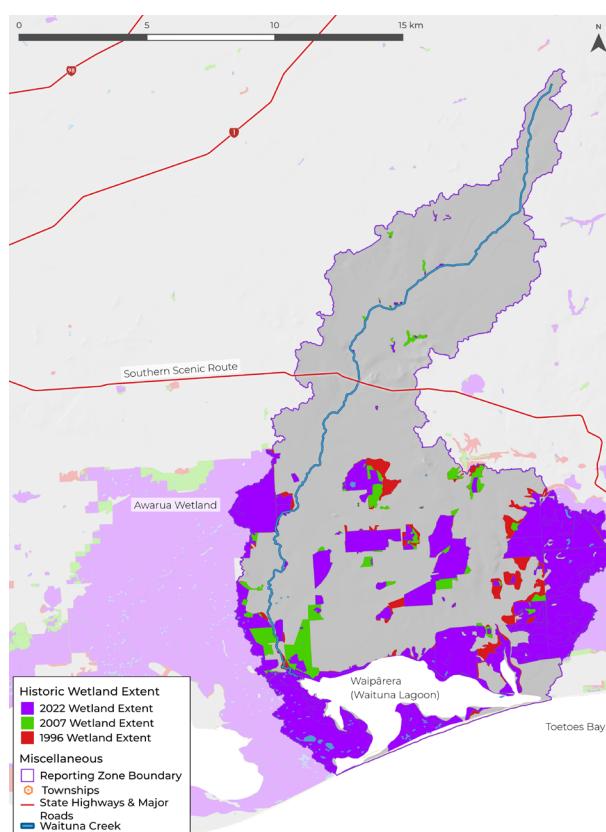 0 5 10 15 km
N
93
1
Southern Scenic Route
Awarua Wetland
Waipārera
(Waituna Lagoon)
Toetoes Bay
Historic Wetland Extent
2022 Wetland Extent
2007 Wetland Extent
1996 Wetland Extent
Miscellaneous
Reporting Zone Boundary
Townships
State Highways & Major
Roads
Waituna Creek